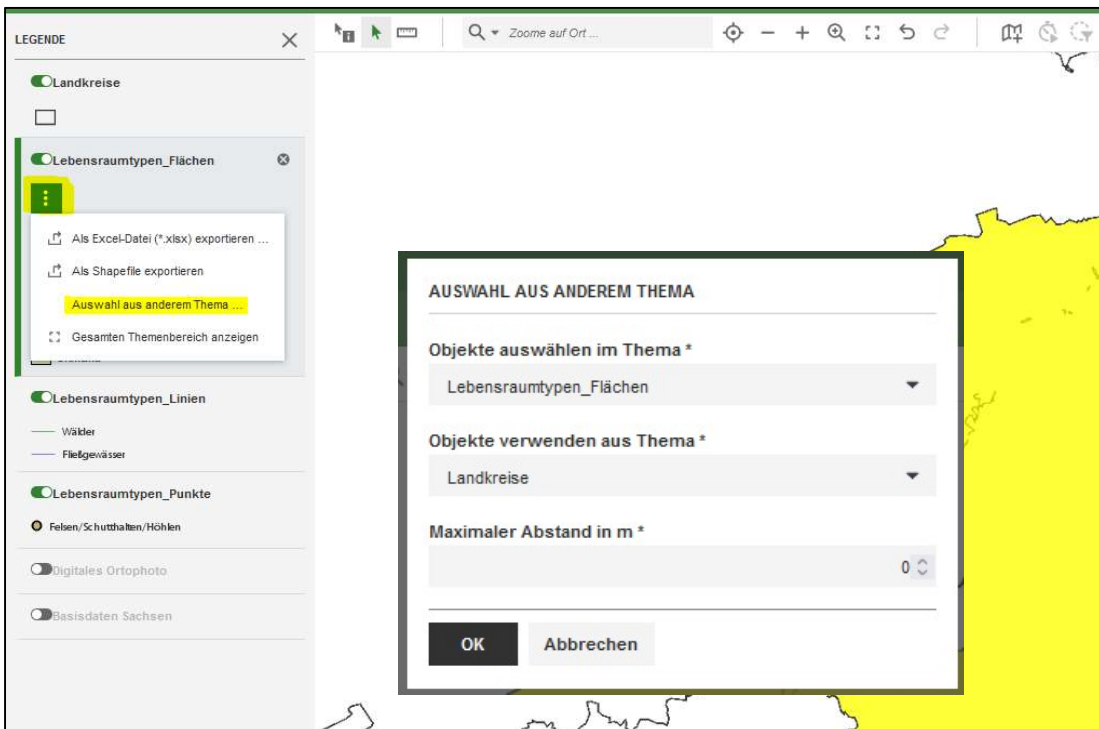 LEGENDE
Zoome auf Ort ...
Landkreise
Lebensraumtypen_Flächen
Als Excel-Datei (*.xlsx) exportieren ...
Als Shapefile exportieren
Auswahl aus anderem Thema ...
Gesamten Themenbereich anzeigen
Lebensraumtypen_Linien
Wälder
Fließgewässer
Lebensraumtypen_Punkte
Felsen/Schutthalten/Höhlen
Digitales Ortophoto
Basisdaten Sachsen
AUSWAHL AUS ANDEREM THEMA
Objekte auswählen im Thema *
Lebensraumtypen_Flächen
Objekte verwenden aus Thema *
Landkreise
Maximaler Abstand in m *
0
OK Abbrechen